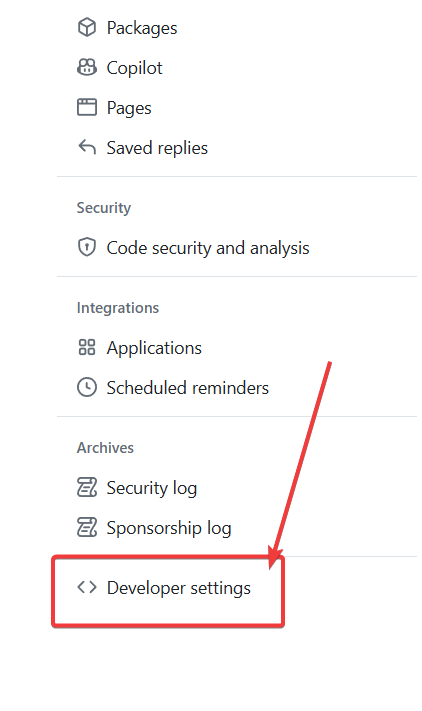 Packages
Copilot
Pages
Saved replies
Security
Code security and analysis
Integrations
Applications
Scheduled reminders
Archives
Security log
Sponsorship log
Developer settings